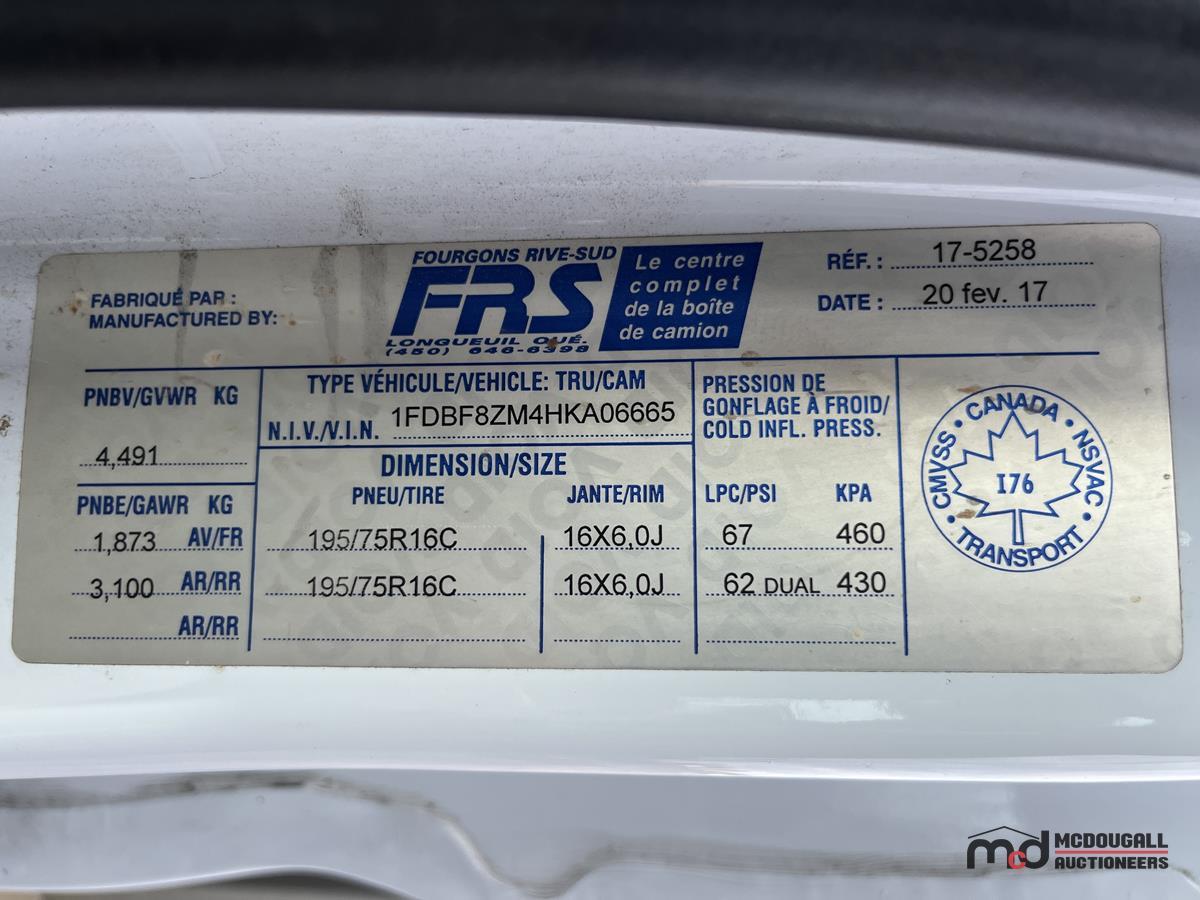 FOURGONS RIVE-SUD
FRS
LONGUEUIL QUÉ.
(450) 646-6398
Le centre
complet
de la boîte
de camion
RÉF. : 17-5258
DATE : 20 fev. 17
FABRIQUÉ PAR :
MANUFACTURED BY:
PNBV/GVWR KG
4,491
PNBE/GAWR KG
1,873 AV/FR
3,100 AR/RR
AR/RR
TYPE VÉHICULE/VEHICLE: TRU/CAM
N.I.V./V.I.N. 1FDBF8ZM4HKA06665
DIMENSION/SIZE
PNEU/TIRE JANTE/RIM
195/75R16C 16X6,0J
195/75R16C 16X6,0J
PRESSION DE
GONFLAGE À FROID/
COLD INFL. PRESS.
LPC/PSI KPA
67 460
62 DUAL 430
CANADA
CMVSS • NSVAC
I76
TRANSPORT
mcd MCDOUGALL
AUCTIONEERS